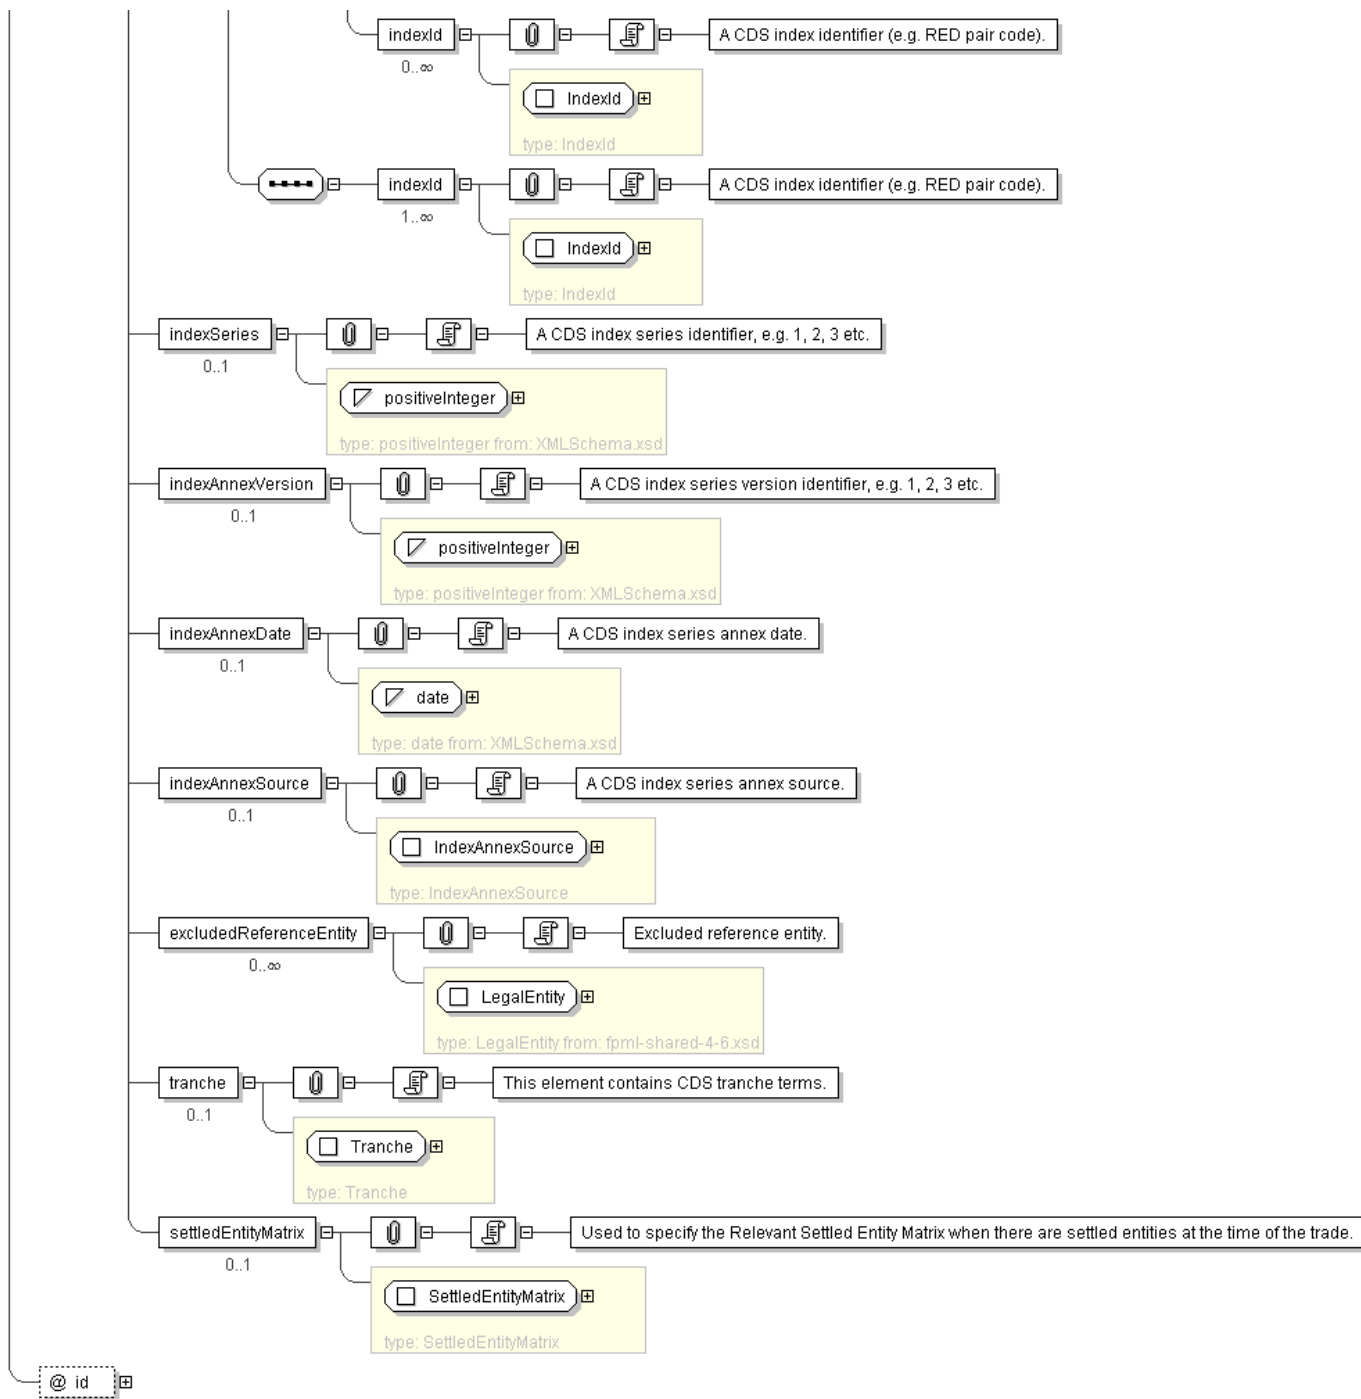 indexId
A CDS index identifier (e.g. RED pair code).
0..∞
IndexId
type: IndexId
indexId
A CDS index identifier (e.g. RED pair code).
1..∞
IndexId
type: IndexId
indexSeries
A CDS index series identifier, e.g. 1, 2, 3 etc.
0..1
positiveInteger
type: positiveInteger from: XMLSchema.xsd
indexAnnexVersion
A CDS index series version identifier, e.g. 1, 2, 3 etc.
0..1
positiveInteger
type: positiveInteger from: XMLSchema.xsd
indexAnnexDate
A CDS index series annex date.
0..1
date
type: date from: XMLSchema.xsd
indexAnnexSource
A CDS index series annex source.
0..1
IndexAnnexSource
type: IndexAnnexSource
excludedReferenceEntity
Excluded reference entity.
0..∞
LegalEntity
type: LegalEntity from: fpml-shared-4-6.xsd
tranche
This element contains CDS tranche terms.
0..1
Tranche
type: Tranche
settledEntityMatrix
Used to specify the Relevant Settled Entity Matrix when there are settled entities at the time of the trade.
0..1
SettledEntityMatrix
type: SettledEntityMatrix
@ id